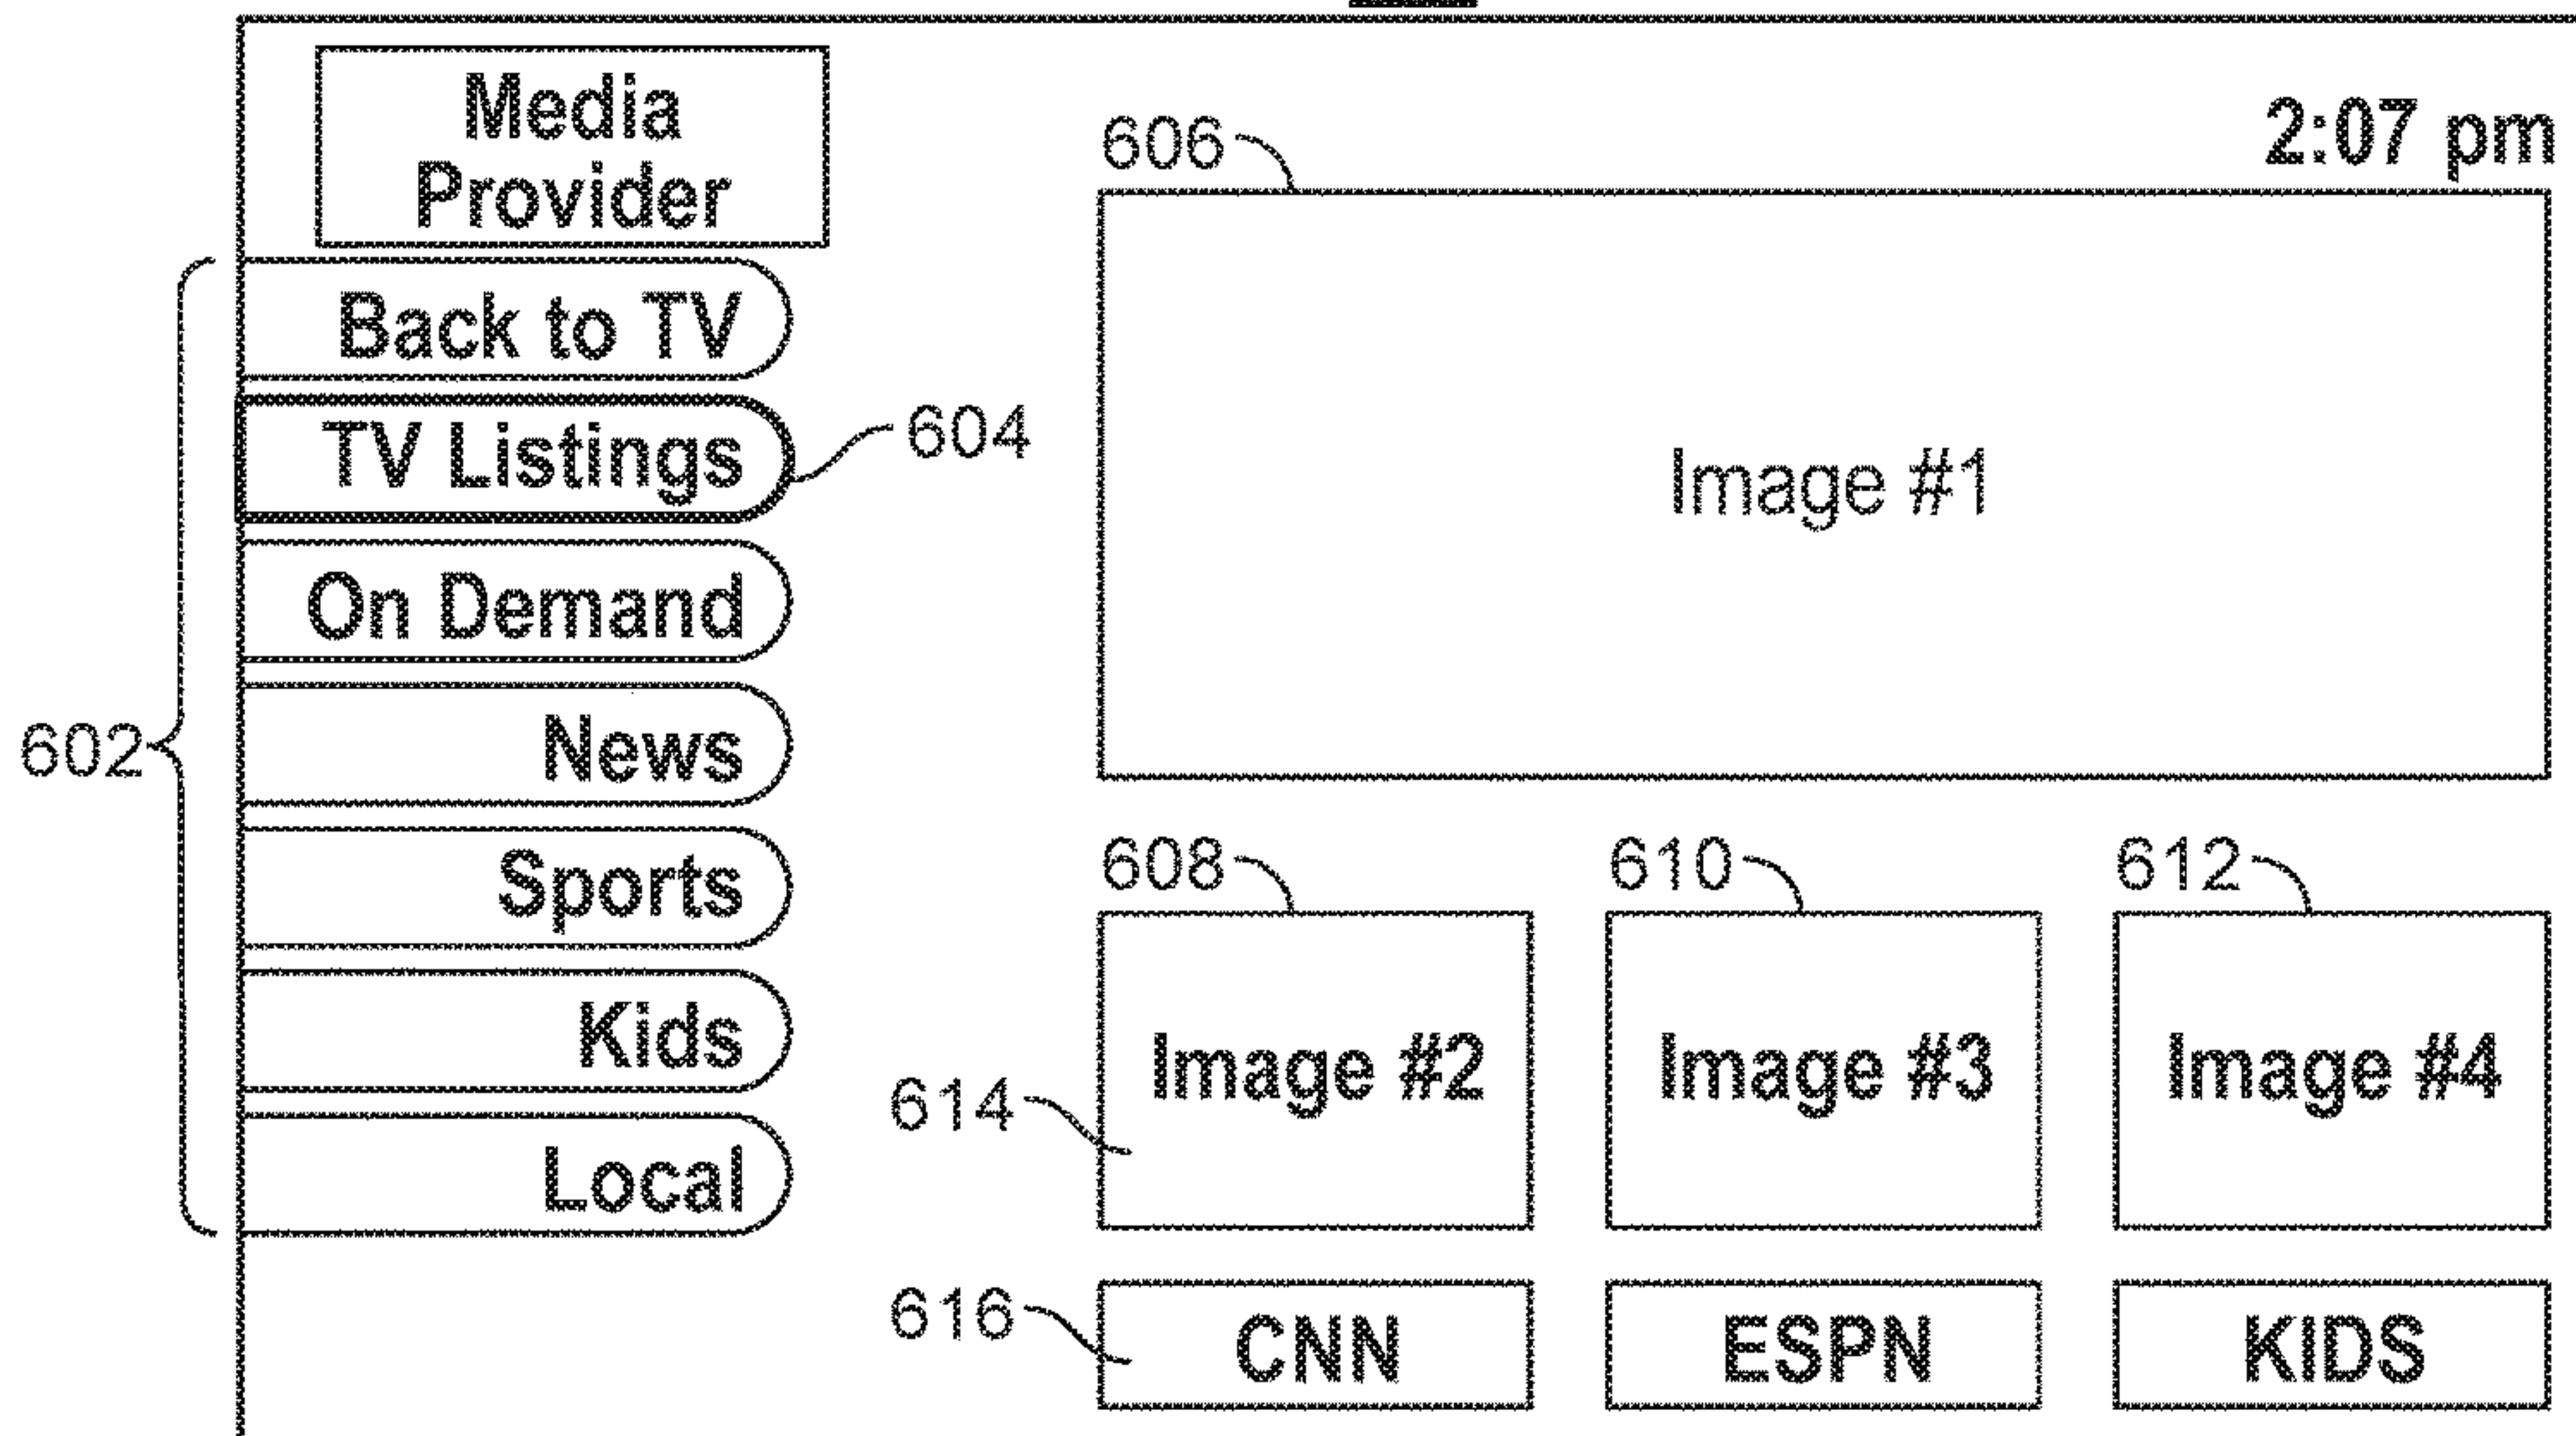 Media
Provider
2:07 pm
606
Back to TV
TV Listings
604
Image #1
On Demand
News
602
Sports
608
610
612
Kids
Image #2
Image #3
Image #4
614
Local
616
CNN
ESPN
KIDS